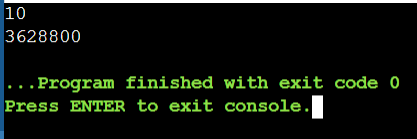 10
3628800
...Program finished with exit code 0
Press ENTER to exit console.